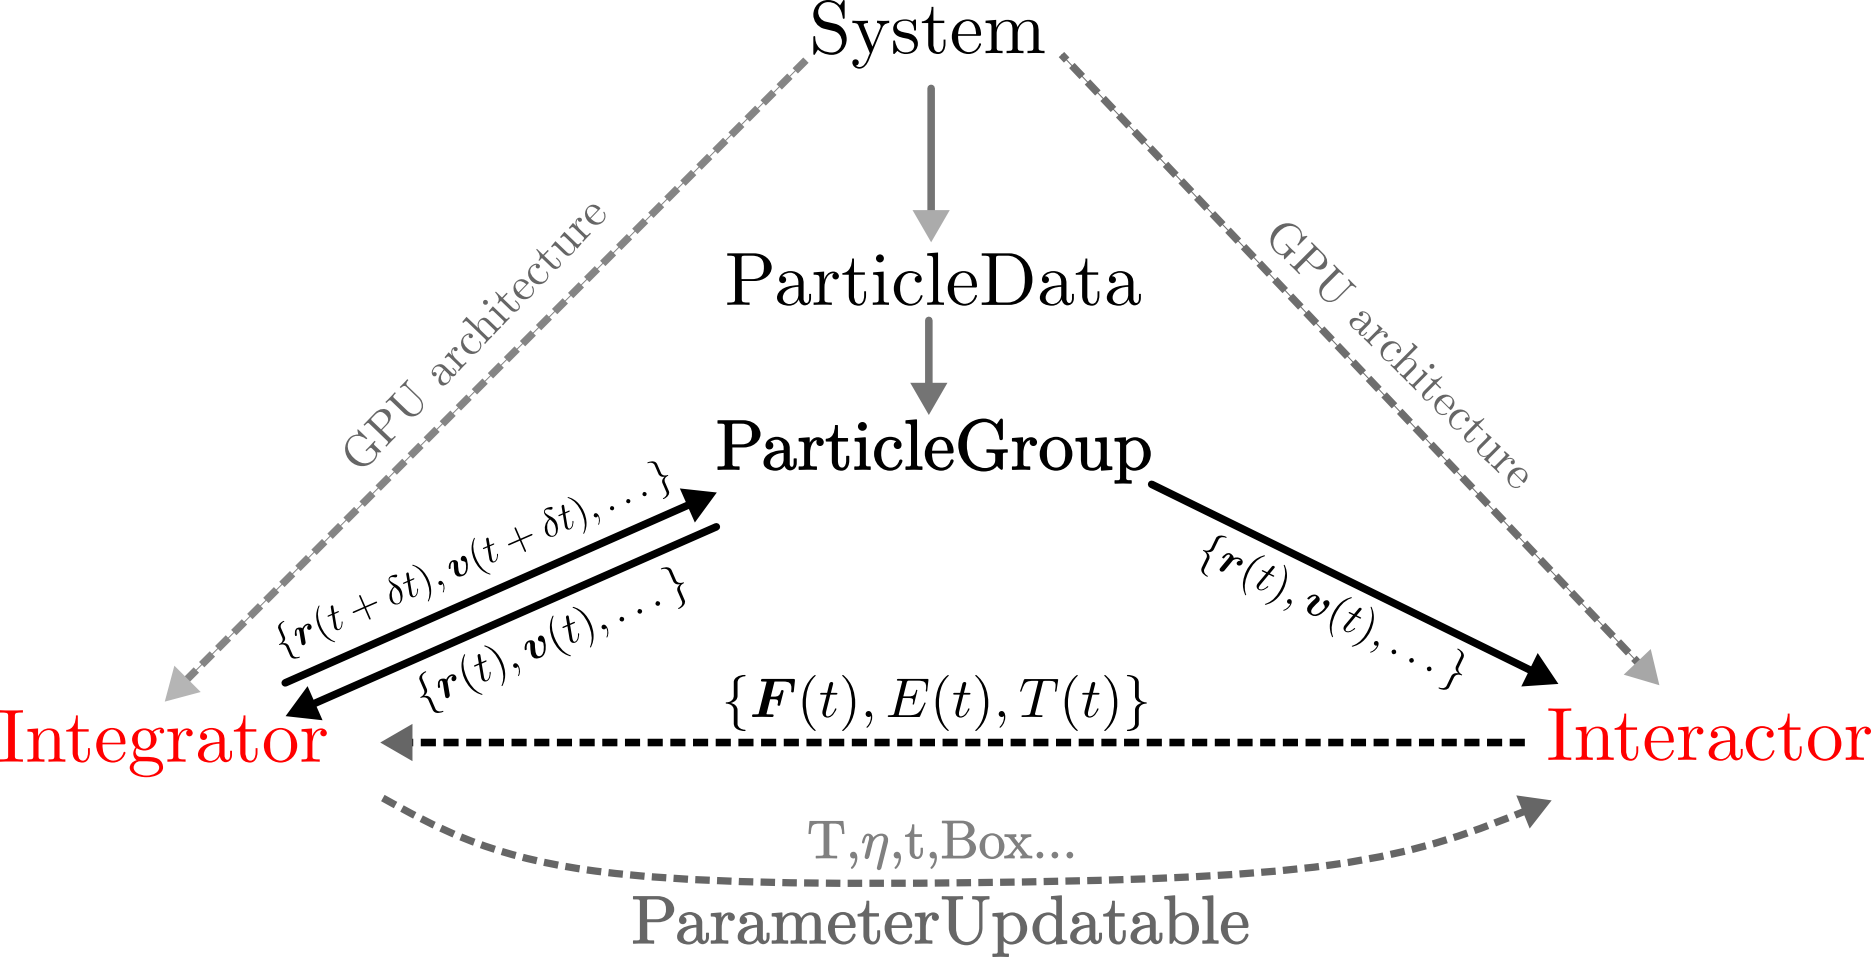 System
GPU architecture
GPU architecture
ParticleData
ParticleGroup
{r(t + δt), v(t + δt), ...}
{r(t), v(t), ...}
{r(t), v(t), ...}
{F(t), E(t), T(t)}
Integrator
Interactor
T,η,t,Box...
ParameterUpdatable